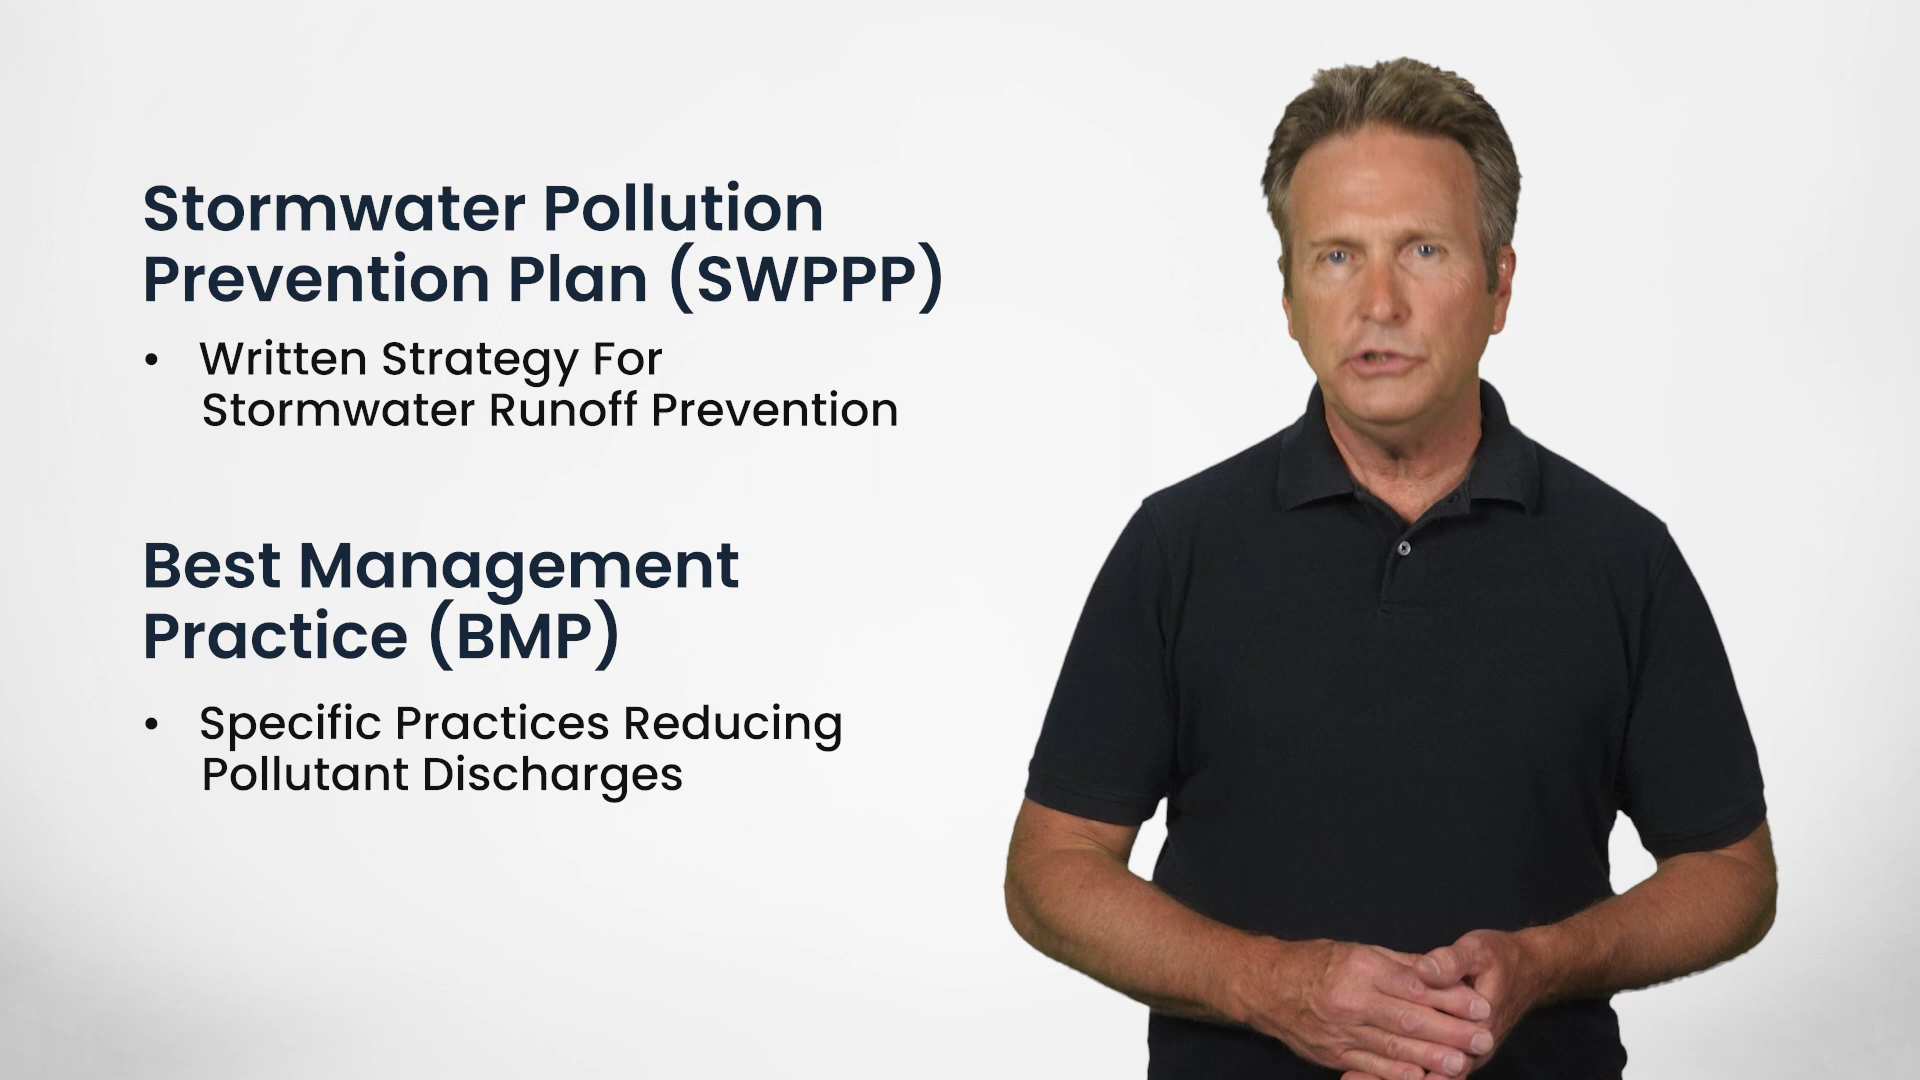 Stormwater Pollution
Prevention Plan (SWPPP)
• Written Strategy For
Stormwater Runoff Prevention
Best Management
Practice (BMP)
• Specific Practices Reducing
Pollutant Discharges